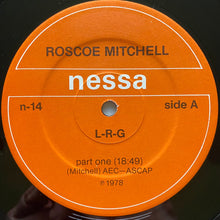 ROSCOE MITCHELL
nessa
n-14 side A
L-R-G
part one (18:49)
(Mitchell) AEC—ASCAP
℗1978